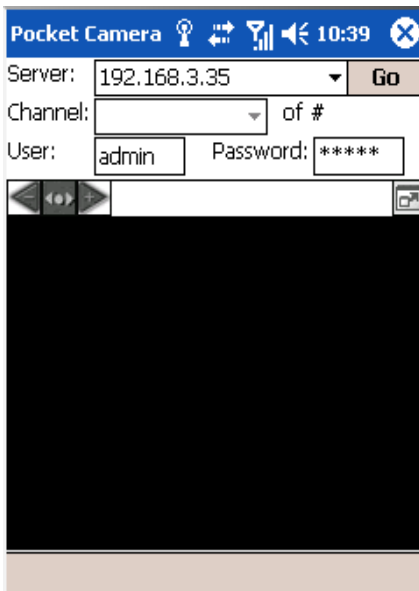 Pocket Camera 10:39
Server: 192.168.3.35 Go
Channel: of #
User: admin Password: *****